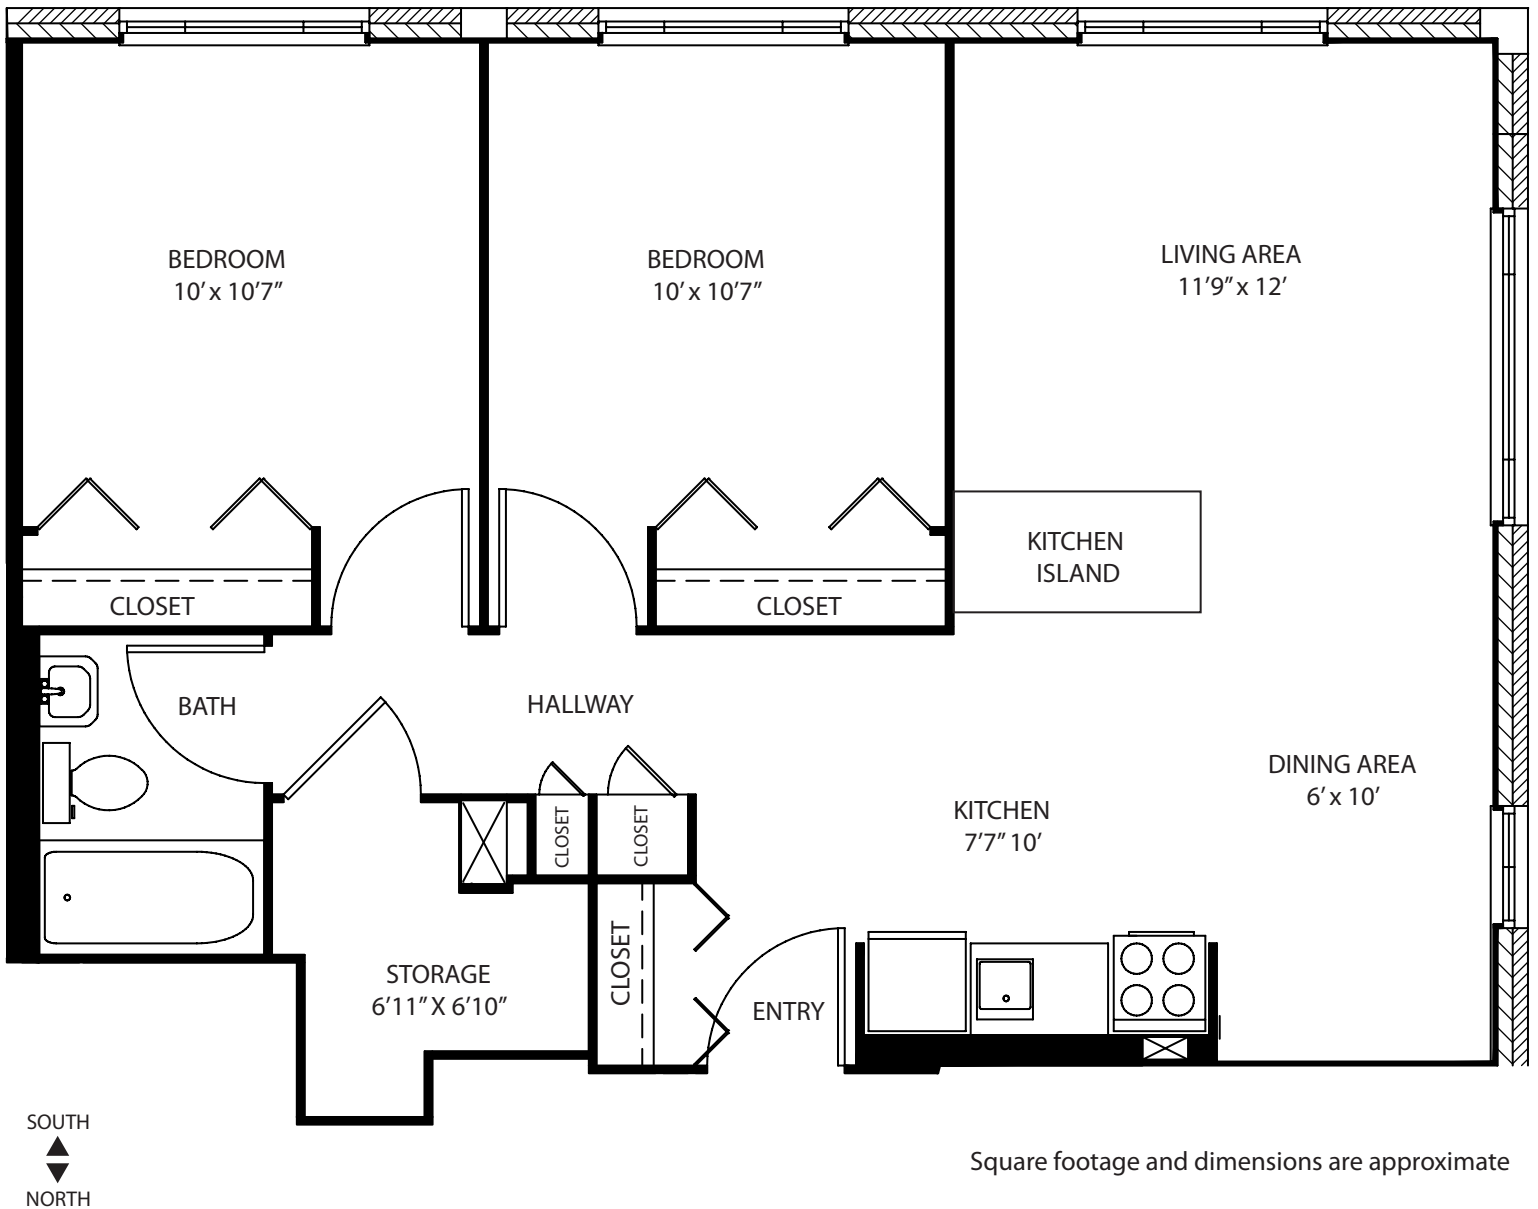 BEDROOM
10’ x 10’7”
BEDROOM
10’ x 10’7”
LIVING AREA
11’9” x 12’
KITCHEN
ISLAND
CLOSET
CLOSET
BATH
HALLWAY
DINING AREA
6’ x 10’
KITCHEN
7’7” 10’
CLOSET
CLOSET
CLOSET
STORAGE
6’11” X 6’10”
ENTRY
SOUTH
NORTH
Square footage and dimensions are approximate